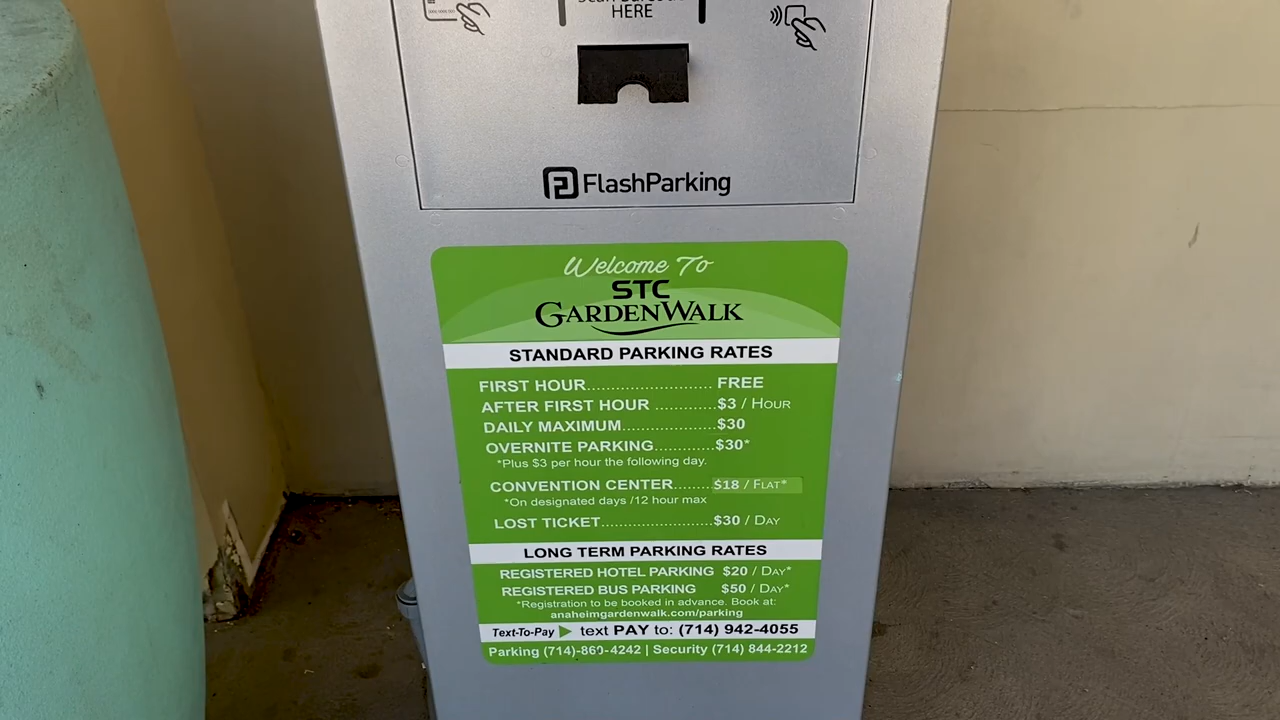 HERE
FlashParking
Welcome To
STC
GARDENWALK
STANDARD PARKING RATES
FIRST HOUR.......................... FREE
AFTER FIRST HOUR .............$3 / HOUR
DAILY MAXIMUM....................$30
OVERNITE PARKING.............$30*
*Plus $3 per hour the following day.
CONVENTION CENTER........$18 / FLAT*
*On designated days /12 hour max
LOST TICKET........................$30 / DAY
LONG TERM PARKING RATES
REGISTERED HOTEL PARKING $20 / DAY*
REGISTERED BUS PARKING $50 / DAY*
*Registration to be booked in advance. Book at:
anaheimgardenwalk.com/parking
Text-To-Pay text PAY to: (714) 942-4055
Parking (714)-860-4242 | Security (714) 844-2212